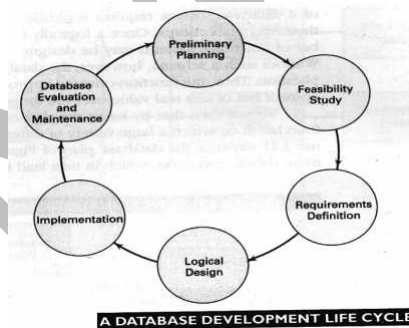 Preliminary
Planning
Feasibility
Study
Requirements
Definition
Logical
Design
Implementation
Database
Evaluation
and
Maintenance
A DATABASE DEVELOPMENT LIFE CYCLE